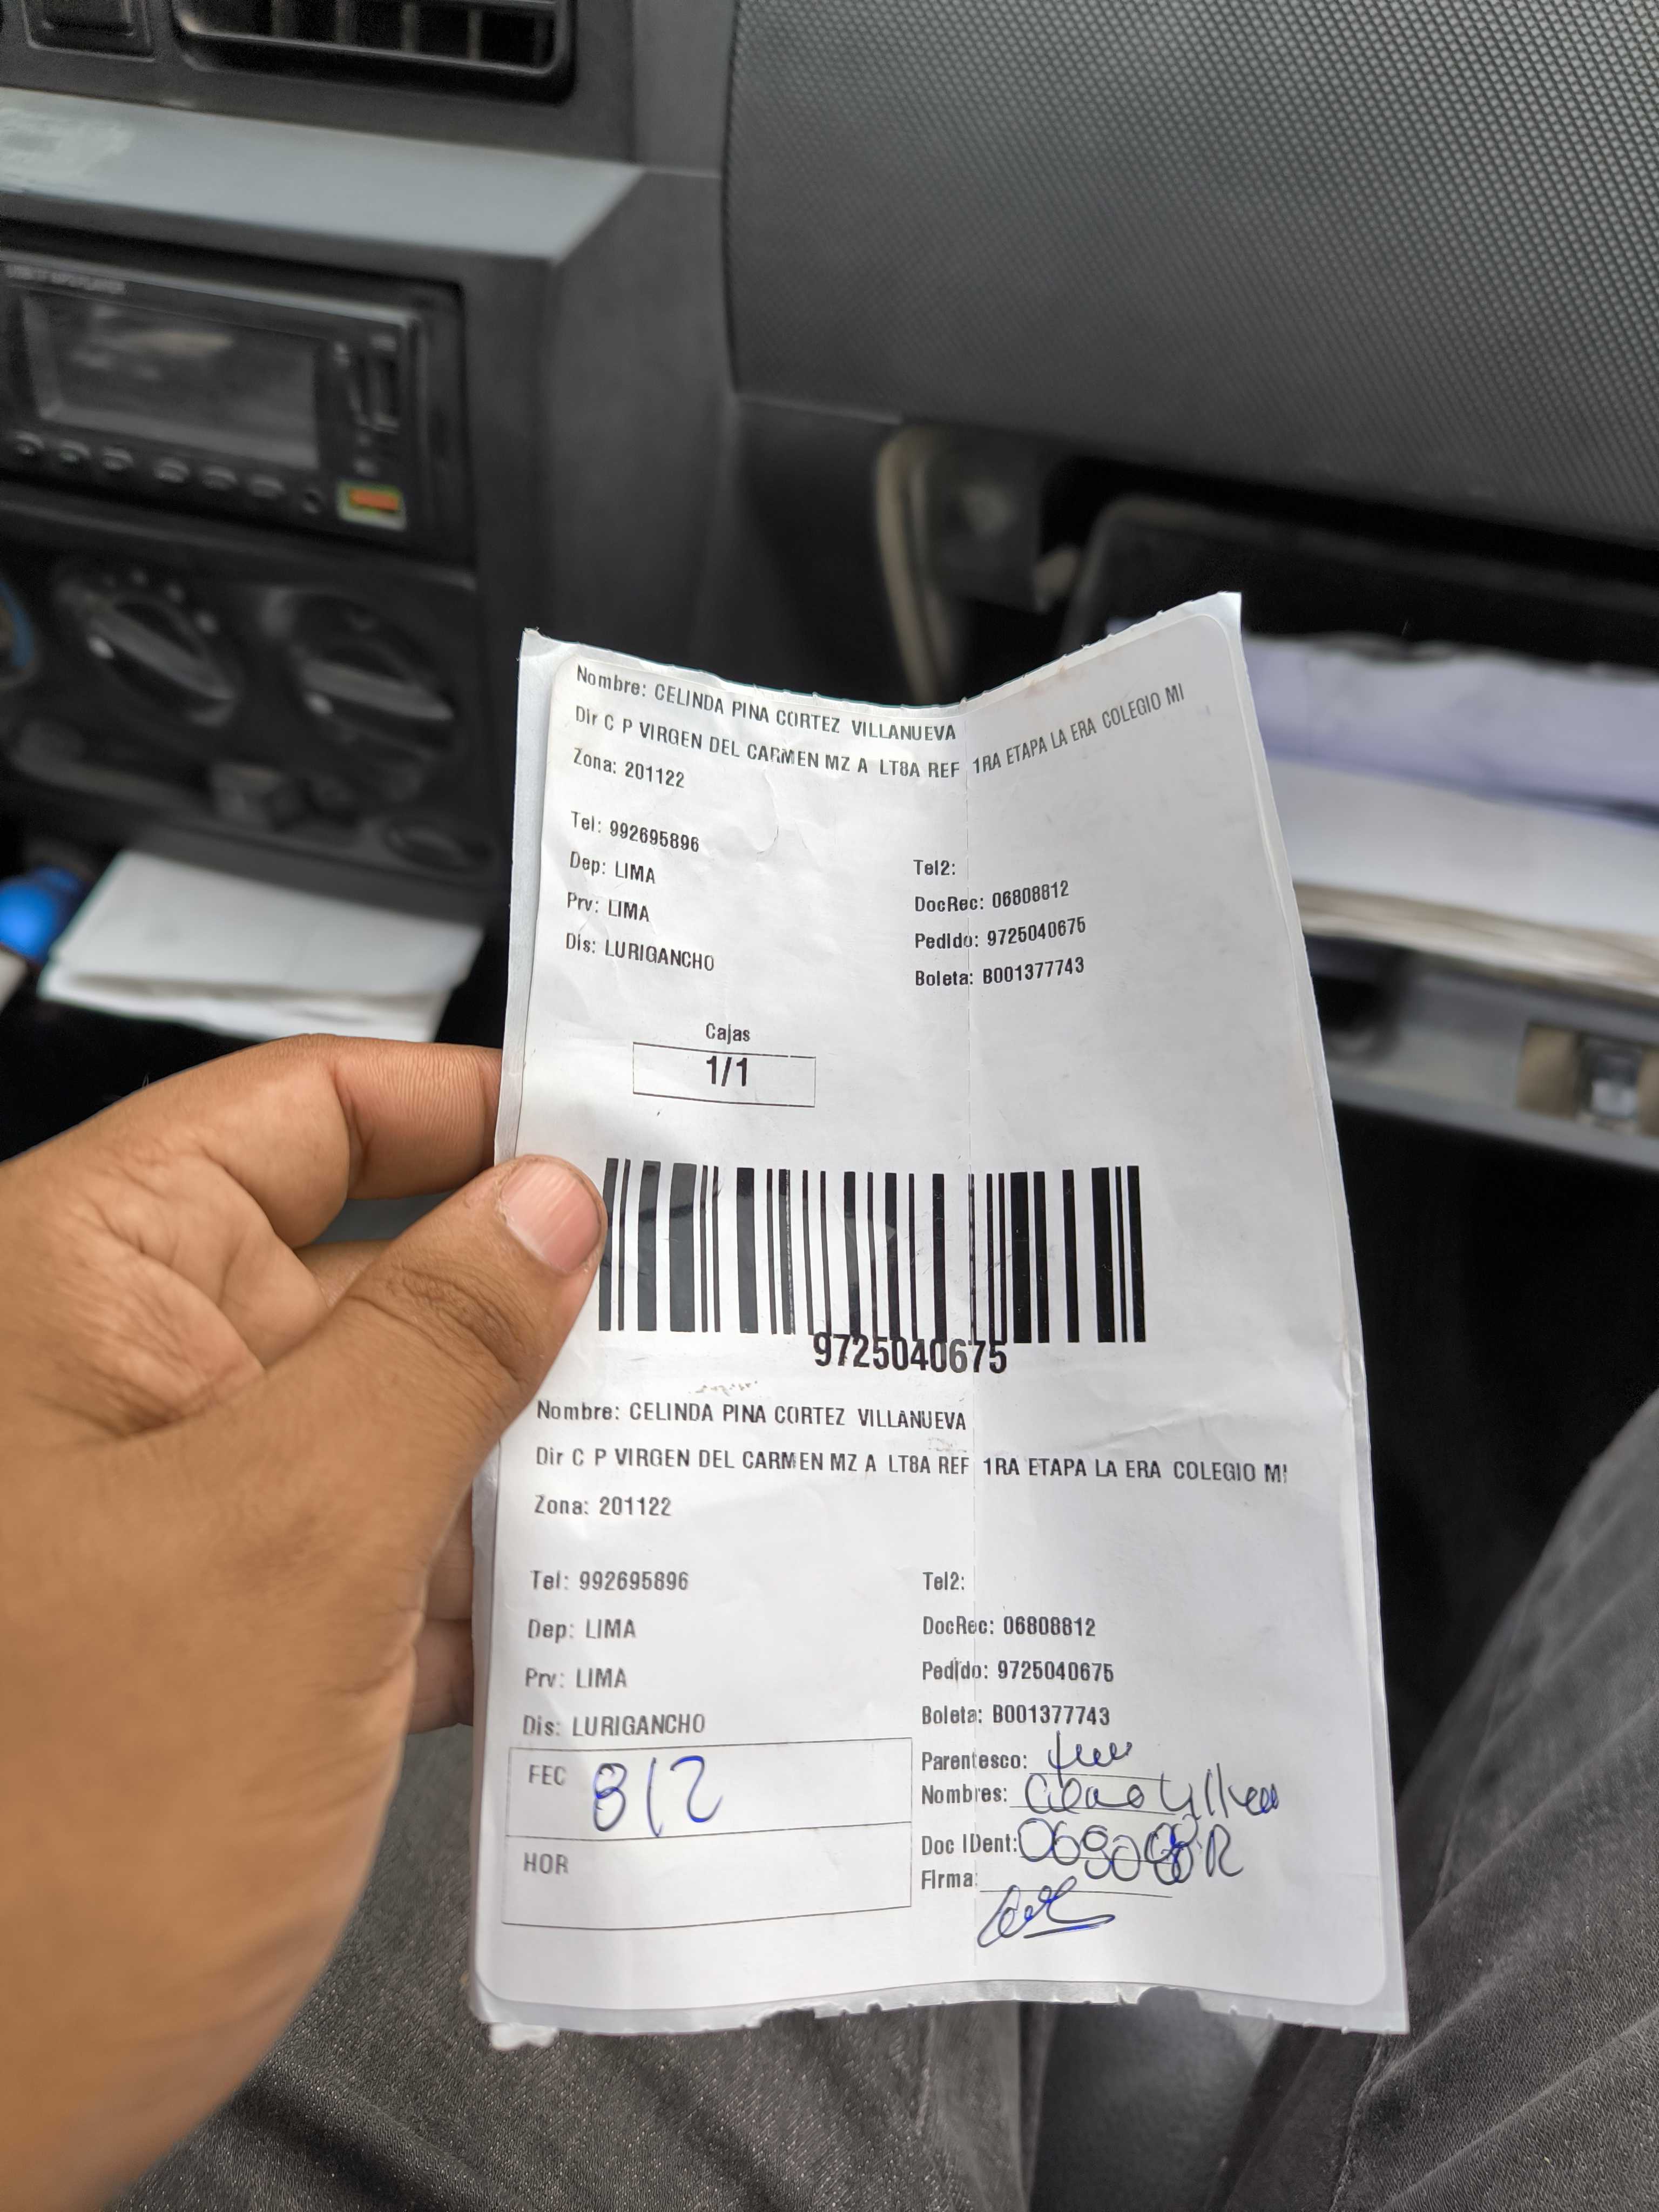 Nombre: CELINDA PINA CORTEZ VILLANUEVA
Dir C P VIRGEN DEL CARMEN MZ A LT8A REF 1RA ETAPA LA ERA COLEGIO MI
Zona: 201122
Tel: 992695896
Tel2:
Dep: LIMA
DocRec: 06808812
Prv: LIMA
Pedido: 9725040675
Dis: LURIGANCHO
Boleta: B001377743
Cajas
1/1
9725040675
Nombre: CELINDA PINA CORTEZ VILLANUEVA
Dir C P VIRGEN DEL CARMEN MZ A LT8A REF 1RA ETAPA LA ERA COLEGIO MI
Zona: 201122
Tel: 992695896
Tel2:
Dep: LIMA
DocRec: 06808812
Prv: LIMA
Pedido: 9725040675
Dis: LURIGANCHO
Boleta: B001377743
FEC 8/2
Parentesco:
Nombres:
HOR
Doc IDent:
Firma: